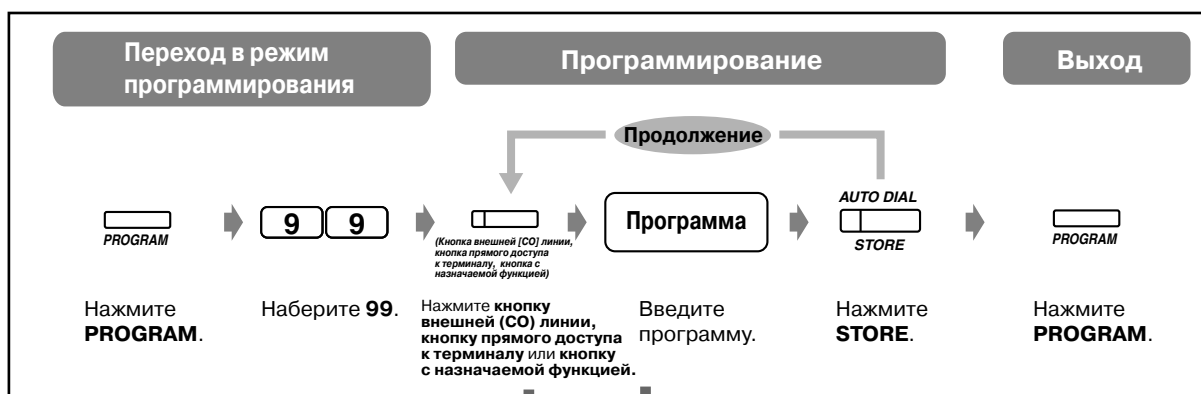 Переход в режим
программирования
Программирование
Выход
Продолжение
PROGRAM
9 9
(Кнопка внешней [CO] линии,
кнопка прямого доступа
к терминалу, кнопка с
назначаемой функцией)
Программа
AUTO DIAL
STORE
PROGRAM
Нажмите
PROGRAM.
Наберите 99.
Нажмите кнопку
внешней (CO) линии,
кнопку прямого доступа
к терминалу или кнопку
с назначаемой функцией.
Введите
программу.
Нажмите
STORE.
Нажмите
PROGRAM.